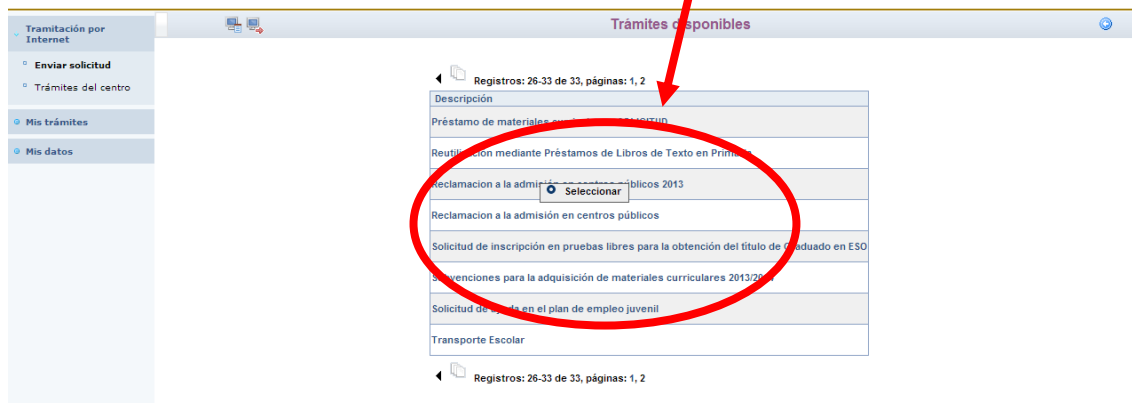 Tramitación por
Internet
Enviar solicitud
Trámites del centro
Mis trámites
Mis datos
Trámites disponibles
Registros: 26-33 de 33, páginas: 1, 2
Descripción
Préstamo de materiales
Reutilización mediante Préstamos de Libros de Texto en Primaria
Reclamacion a la admisión en centros públicos 2013
Seleccionar
Reclamacion a la admisión en centros públicos
Solicitud de inscripción en pruebas libres para la obtención del título de Graduado en ESO
Subvenciones para la adquisición de materiales curriculares
Solicitud de ayuda en el plan de empleo juvenil
Transporte Escolar
Registros: 26-33 de 33, páginas: 1, 2